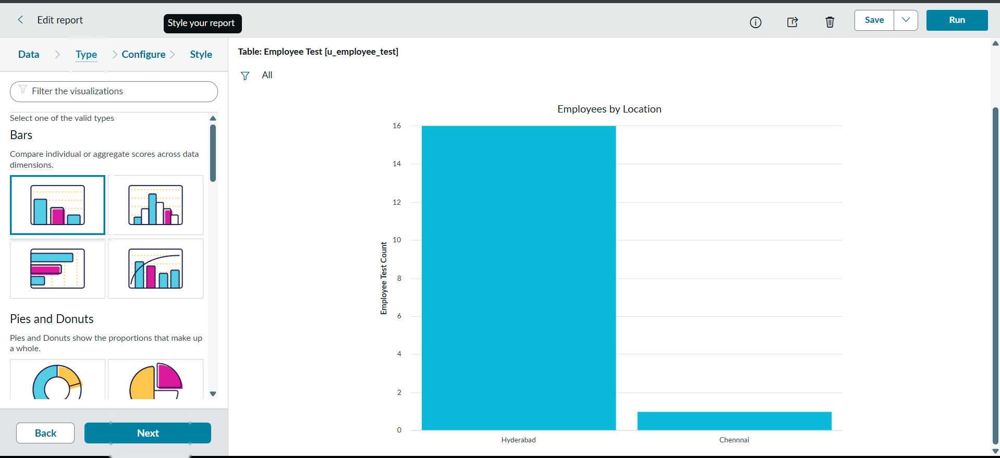 Edit report
Style your report
Save
Run
Data
Type
Configure
Style
Filter the visualizations
Select one of the valid types
Bars
Compare individual or aggregate scores across data
dimensions.
Pies and Donuts
Pies and Donuts show the proportions that make up
a whole.
Back
Next
Table: Employee Test [u_employee_test]
All
Employees by Location
Employee Test Count
16
14
12
10
8
6
4
2
0
Hyderabad
Chennnai